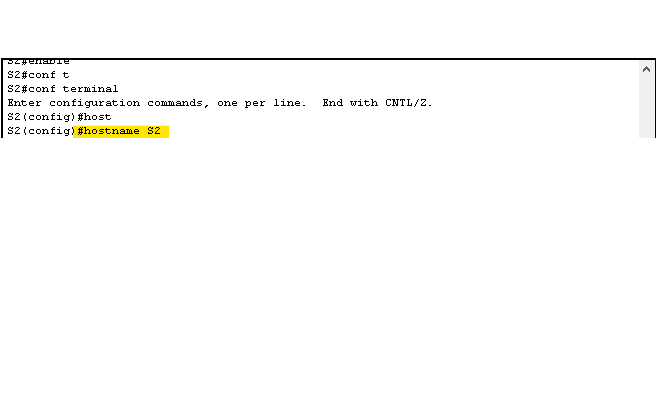 S2#enable
S2#conf t
S2#conf terminal
Enter configuration commands, one per line.  End with CNTL/Z.
S2(config)#host
S2(config)#hostname S2